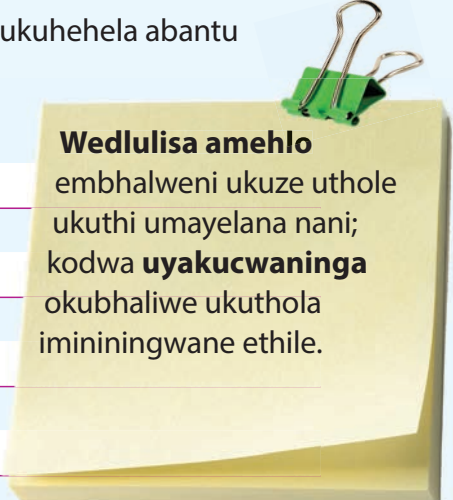 ukuhehela abantu
Wedlulisa amehlo
embhalweni ukuze uthole
ukuthi umayelana nani;
kodwa uyakucwaninga
okubhaliwe ukuthola
imininingwane ethile.